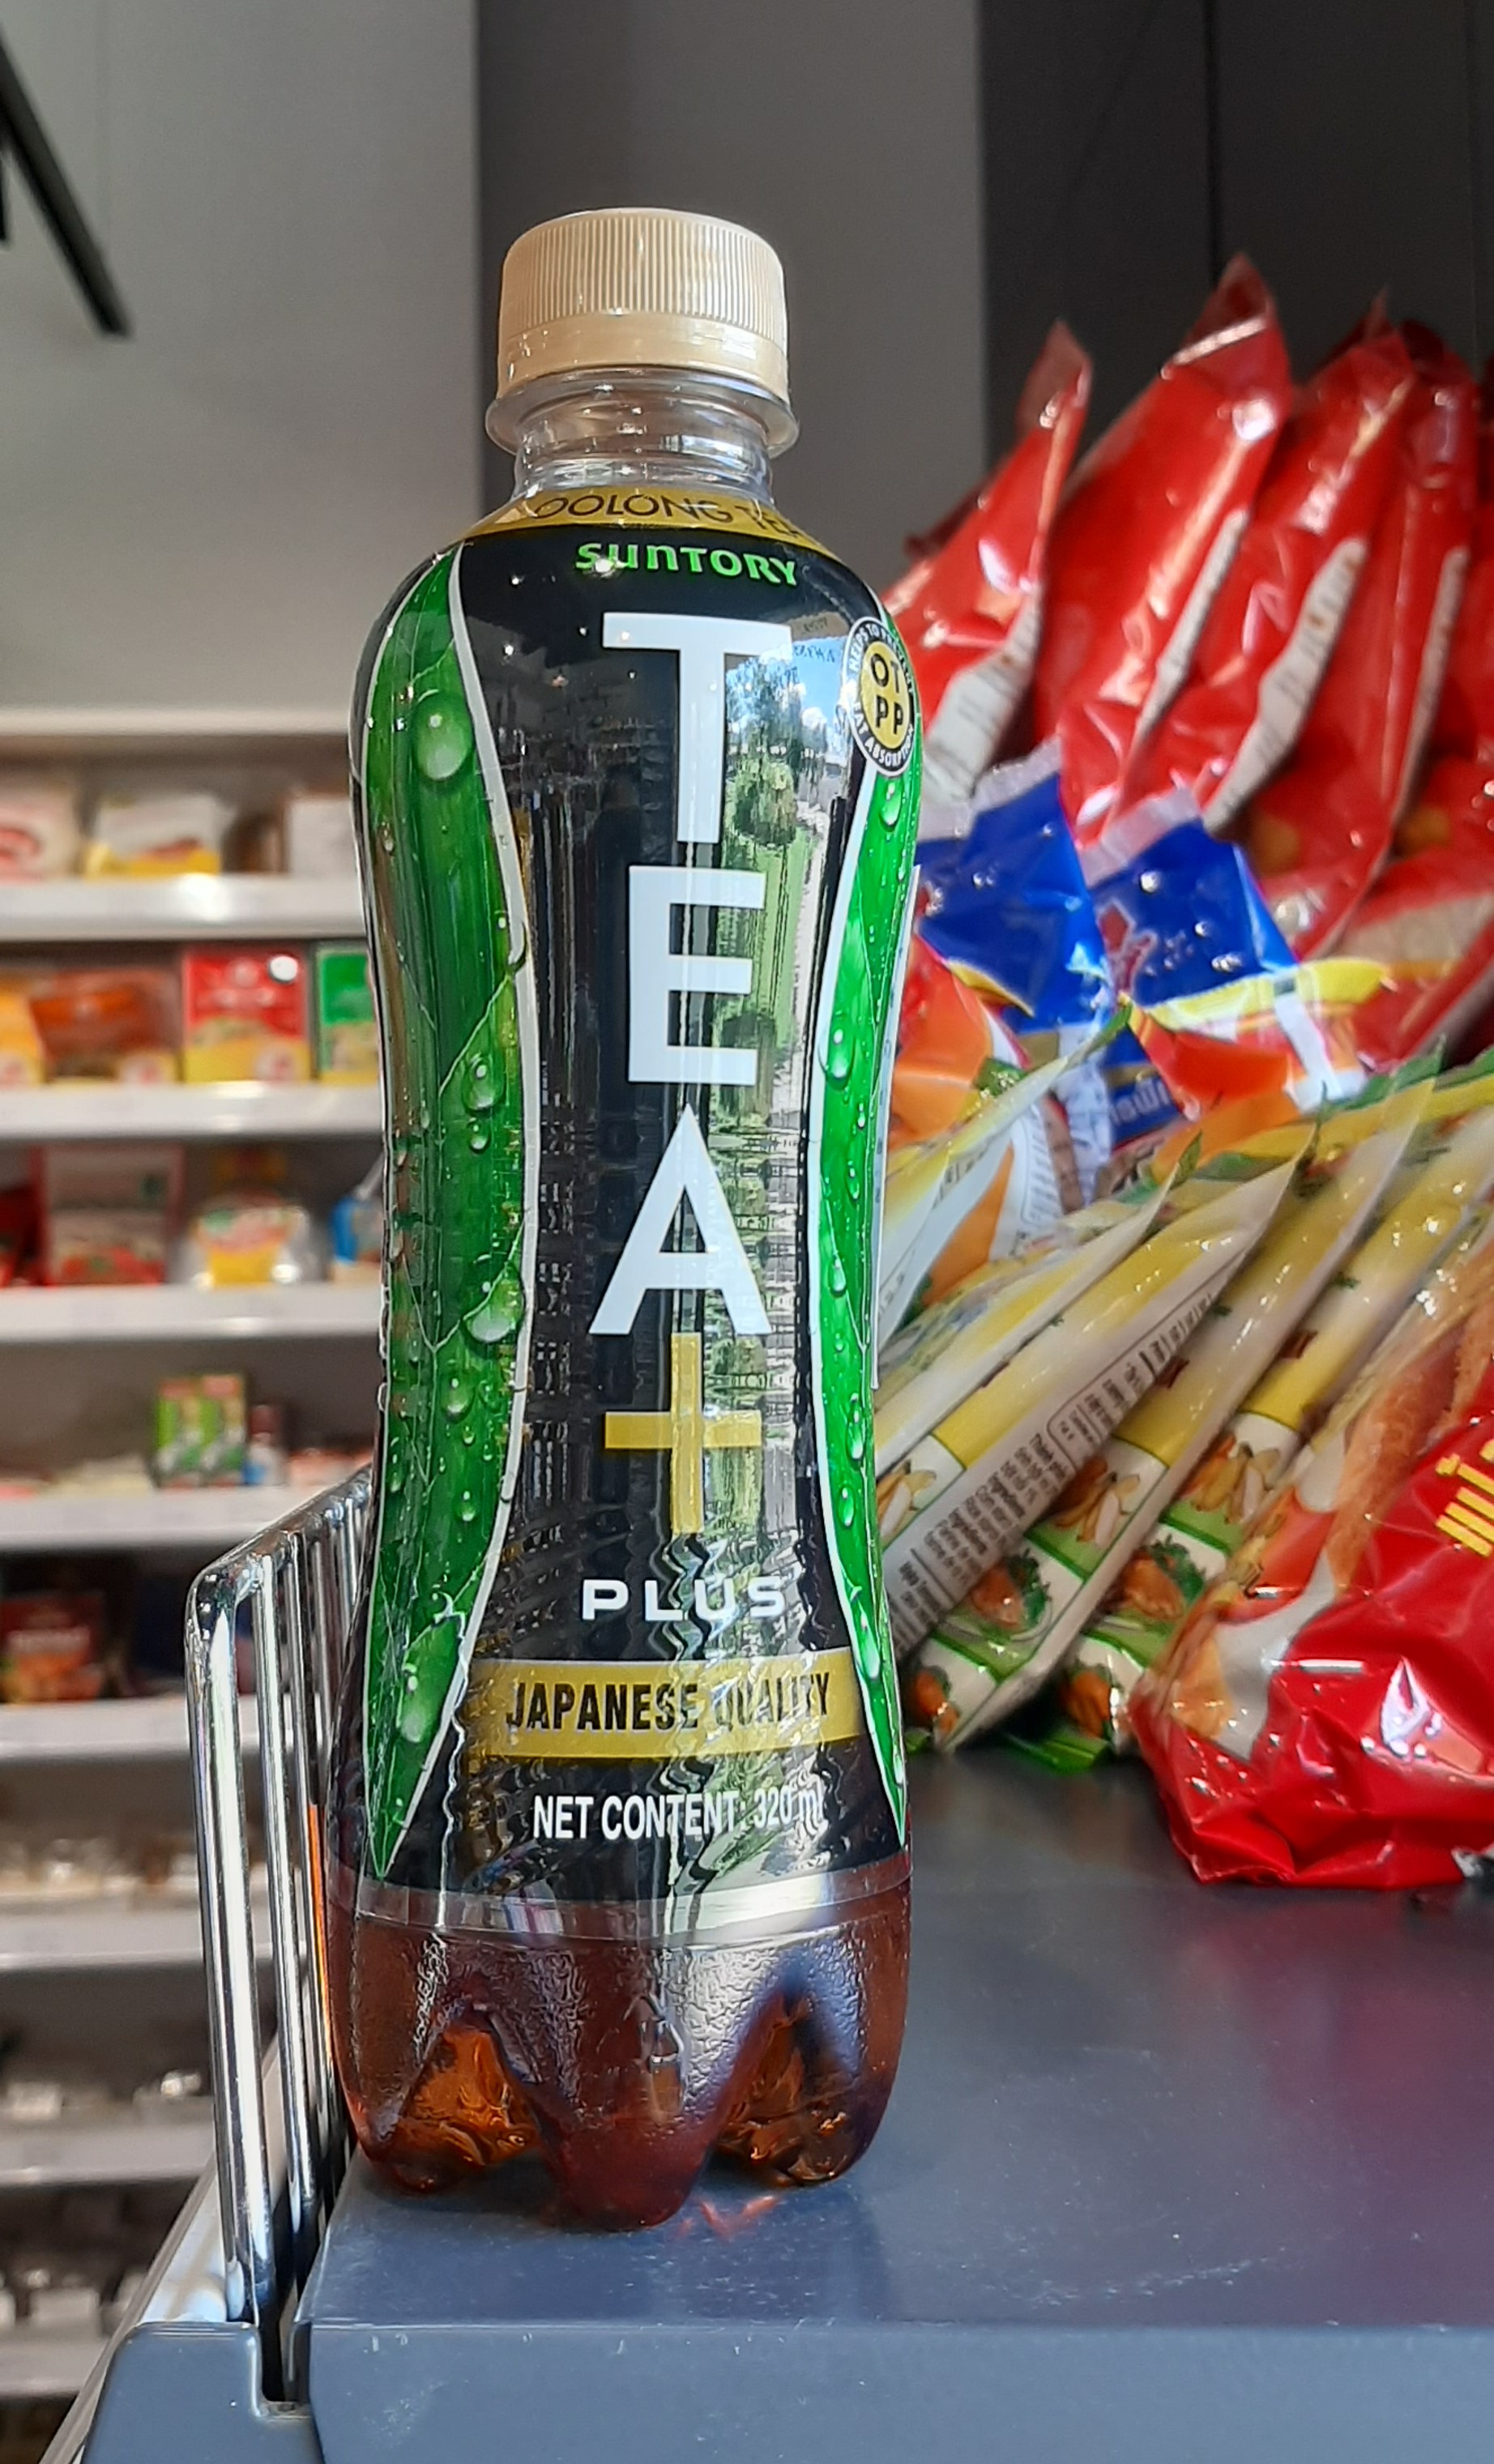 OOLONG TEA
SUNTORY
TEA+
PLUS
OTPP
JAPANESE QUALITY
NET CONTENT: 320 ml